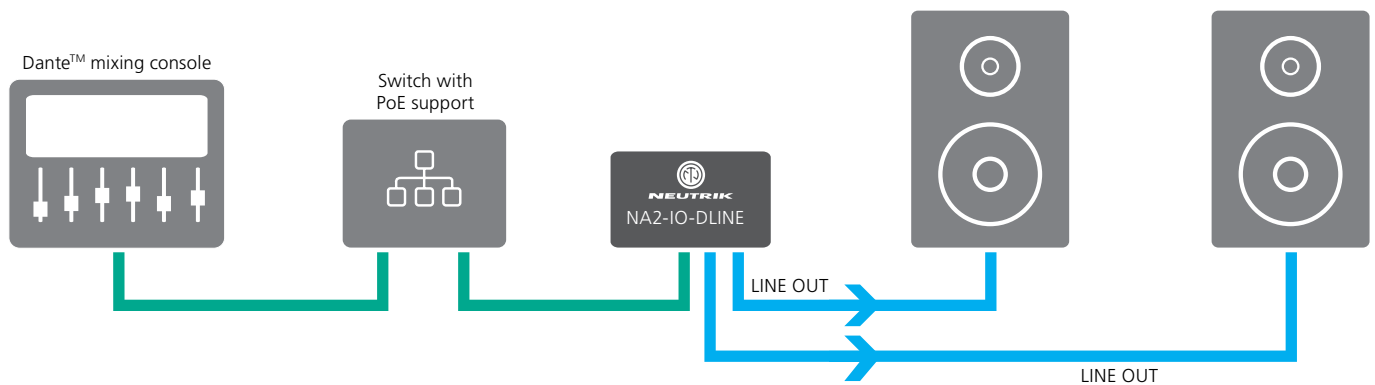 Dante™ mixing console
Switch with
PoE support
NEUTRIK
NA2-IO-DLINE
LINE OUT
LINE OUT